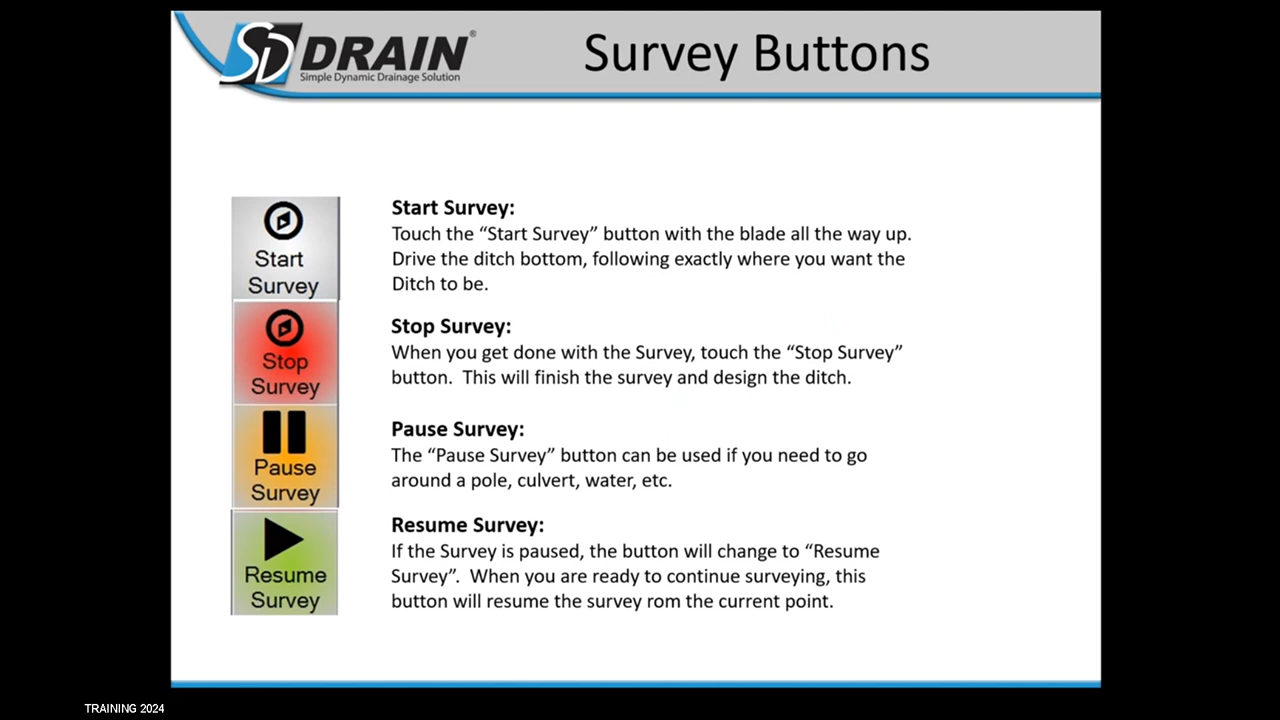 SD DRAIN®
Simple Dynamic Drainage Solution
Survey Buttons
Start
Survey
Start Survey:
Touch the “Start Survey” button with the blade all the way up.
Drive the ditch bottom, following exactly where you want the
Ditch to be.
Stop
Survey
Stop Survey:
When you get done with the Survey, touch the “Stop Survey”
button.  This will finish the survey and design the ditch.
Pause
Survey
Pause Survey:
The “Pause Survey” button can be used if you need to go
around a pole, culvert, water, etc.
Resume
Survey
Resume Survey:
If the Survey is paused, the button will change to “Resume
Survey”.  When you are ready to continue surveying, this
button will resume the survey rom the current point.
TRAINING 2024